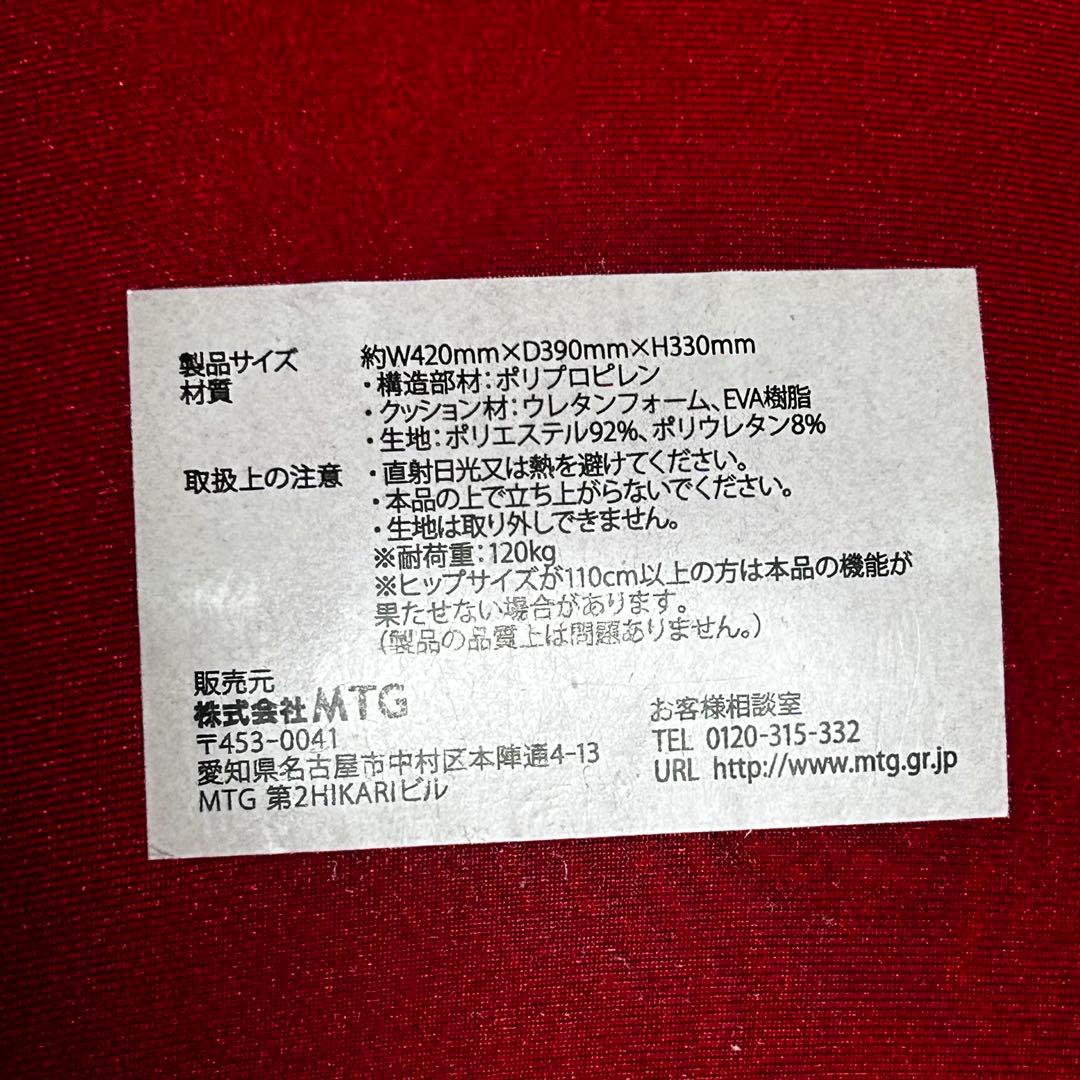 製品サイズ 約W420mm×D390mm×H330mm
材質 ・構造部材：ポリプロピレン
・クッション材：ウレタンフォーム、EVA樹脂
・生地：ポリエステル92%、ポリウレタン8%
取扱上の注意 ・直射日光又は熱を避けてください。
・本品の上で立ち上がらないでください。
・生地は取り外しできません。
※耐荷重：120kg
※ヒップサイズが110cm以上の方は本品の機能が
果たせない場合があります。
(製品の品質上は問題ありません。)
販売元
株式会社MTG
〒453-0041
愛知県名古屋市中村区本陣通4-13
MTG 第2HIKARIビル
お客様相談室
TEL 0120-315-332
URL http://www.mtg.gr.jp